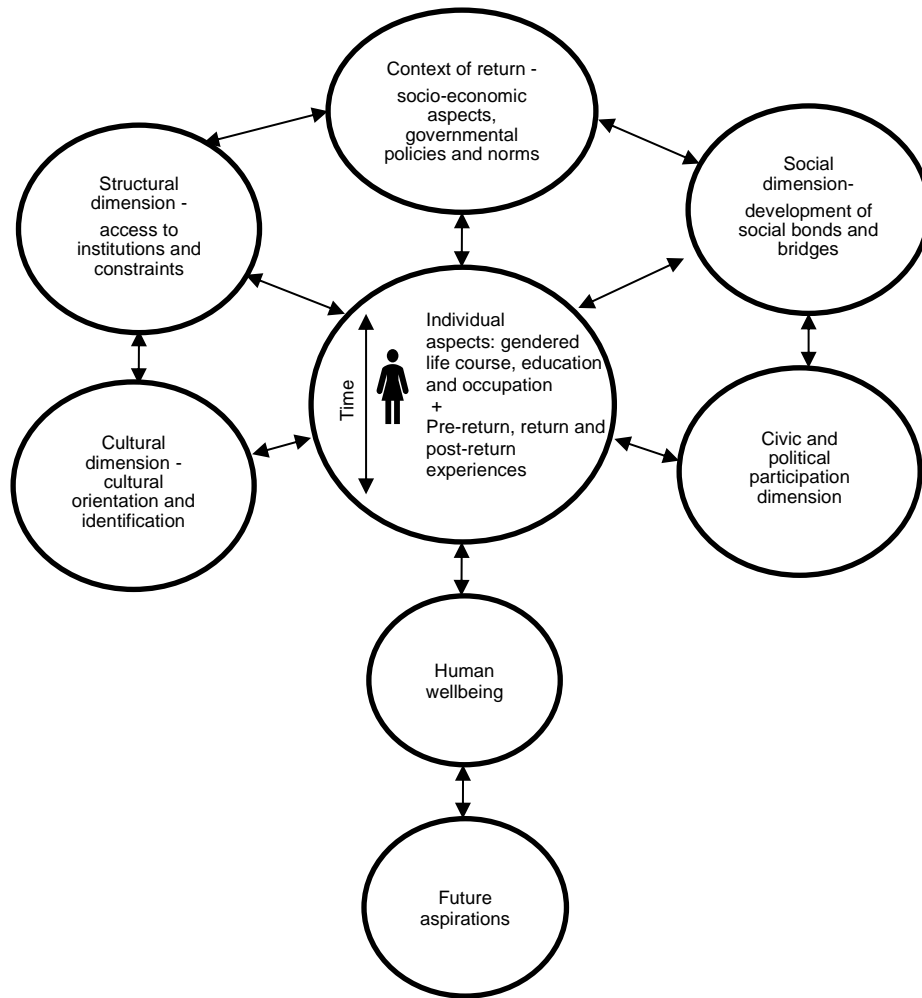 Context of return -
socio-economic
aspects,
governmental
policies and norms
Structural
dimension -
access to
institutions and
constraints
Social
dimension-
development of
social bonds and
bridges
Time
Individual
aspects: gendered
life course, education
and occupation
+
Pre-return, return and
post-return
experiences
Cultural
dimension -
cultural
orientation and
identification
Civic and
political
participation
dimension
Human
wellbeing
Future
aspirations